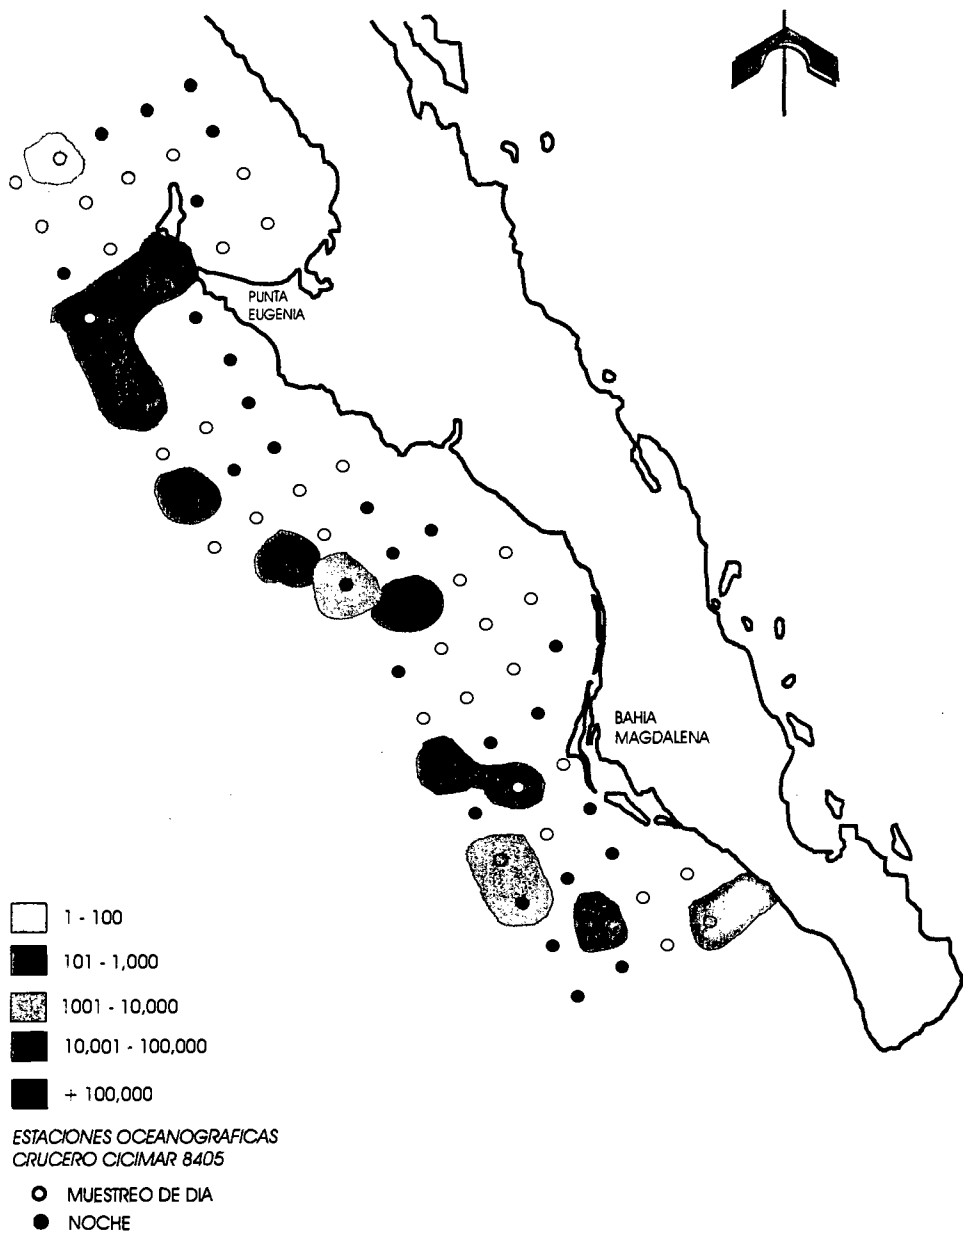 PUNTA
EUGENIA
BAHIA
MAGDALENA
1 - 100
101 - 1,000
1001 - 10,000
10,001 - 100,000
+ 100,000
ESTACIONES OCEANOGRAFICAS
CRUCERO CICIMAR 8405
MUESTREO DE DIA
NOCHE